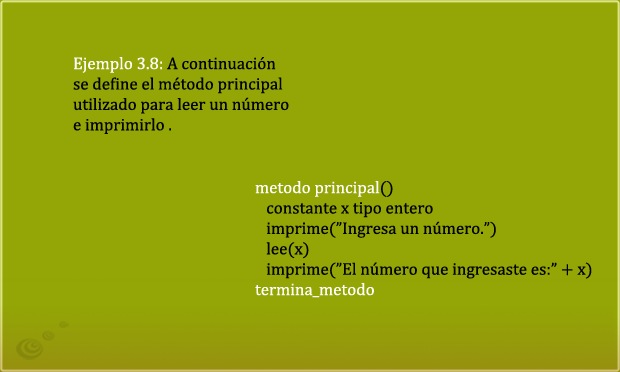 Ejemplo 3.8: A continuación
se define el método principal
utilizado para leer un número
e imprimirlo .
metodo principal()
constante x tipo entero
imprime(”Ingresa un número.”)
lee(x)
imprime(”El número que ingresaste es:” + x)
termina_metodo